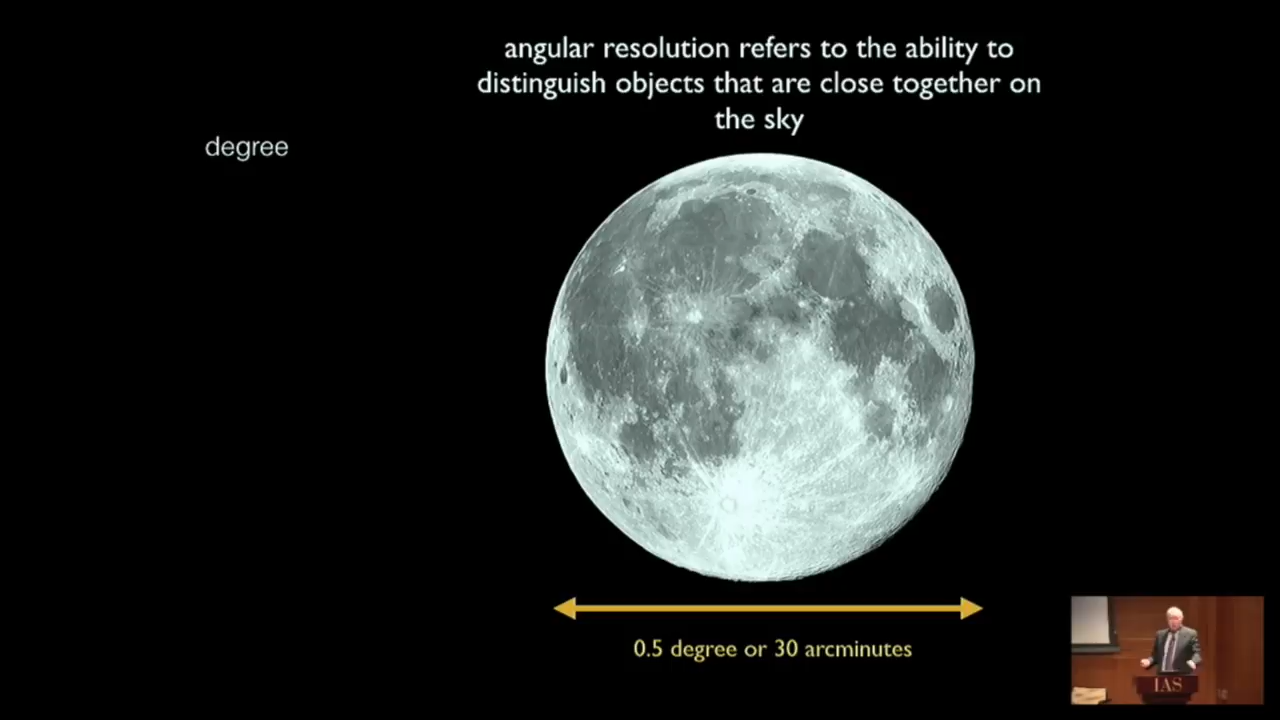 angular resolution refers to the ability to
distinguish objects that are close together on
the sky
degree
0.5 degree or 30 arcminutes
IAS